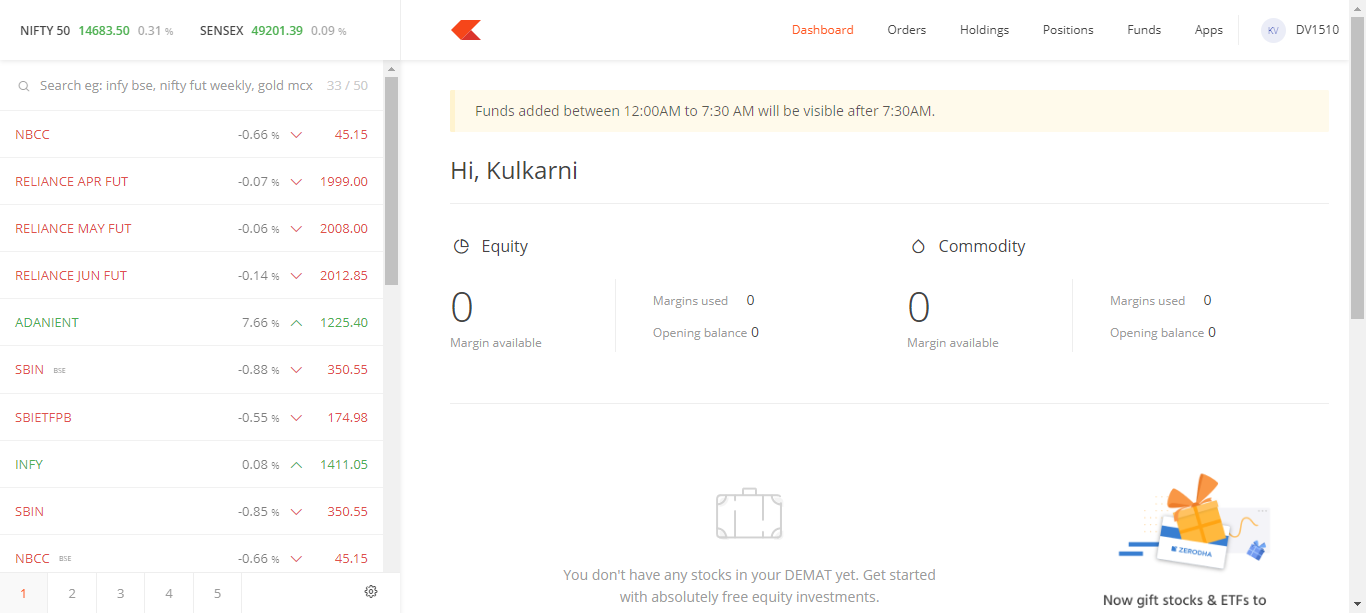 NIFTY 50 14683.50 0.31 % SENSEX 49201.39 0.09 %
Dashboard Orders Holdings Positions Funds Apps KV DV1510
Search eg: infy bse, nifty fut weekly, gold mcx 33 / 50
NBCC -0.66 % 45.15
RELIANCE APR FUT -0.07 % 1999.00
RELIANCE MAY FUT -0.06 % 2008.00
RELIANCE JUN FUT -0.14 % 2012.85
ADANIENT 7.66 % 1225.40
SBIN BSE -0.88 % 350.55
SBIETFPB -0.55 % 174.98
INFY 0.08 % 1411.05
SBIN -0.85 % 350.55
NBCC BSE -0.66 % 45.15
1 2 3 4 5
Funds added between 12:00AM to 7:30 AM will be visible after 7:30AM.
Hi, Kulkarni
Equity
0
Margin available
Margins used 0
Opening balance 0
Commodity
0
Margin available
Margins used 0
Opening balance 0
You don't have any stocks in your DEMAT yet. Get started
with absolutely free equity investments.
ZERODHA
Now gift stocks & ETFs to